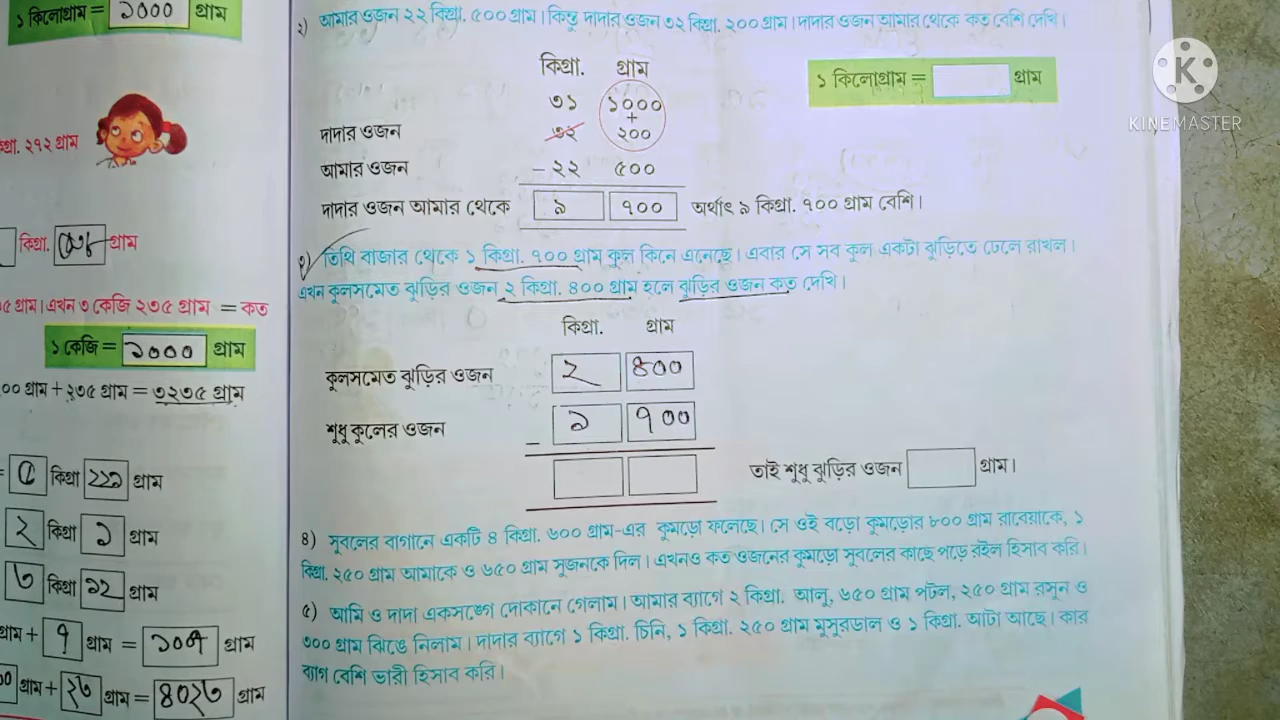 ১ কিলোগ্রাম = ১০০০ গ্রাম
গ্রা. ২৭২ গ্রাম
কিগ্রা. গ্রাম
৫ গ্রাম। এখন ৩ কেজি ২৩৫ গ্রাম = কত
১ কেজি = ১০০০ গ্রাম
০০ গ্রাম + ২৩৫ গ্রাম = ৩২৩৫ গ্রাম
= ৫ কিগ্রা ২১১ গ্রাম
২ কিগ্রা ১ গ্রাম
৩ কিগ্রা ১২ গ্রাম
গ্রাম + ৭ গ্রাম = ১০০৭ গ্রাম
০০ গ্রাম + ২৩ গ্রাম = ৪০২৩ গ্রাম
২) আমার ওজন ২২ কিগ্রা. ৫০০ গ্রাম। কিন্তু দাদার ওজন ৩২ কিগ্রা. ২০০ গ্রাম। দাদার ওজন আমার থেকে কত বেশি দেখি।
কিগ্রা. গ্রাম
১ কিলোগ্রাম = গ্রাম
৩১ ১০০০
+
দাদার ওজন ৩২ ২০০
আমার ওজন – ২২ ৫০০
দাদার ওজন আমার থেকে ৯ ৭০০ অর্থাৎ ৯ কিগ্রা. ৭০০ গ্রাম বেশি।
৩) তিথি বাজার থেকে ১ কিগ্রা. ৭০০ গ্রাম কুল কিনে এনেছে। এবার সে সব কুল একটা ঝুড়িতে ঢেলে রাখল।
এখন কুলসমেত ঝুড়ির ওজন ২ কিগ্রা. ৪০০ গ্রাম হলে ঝুড়ির ওজন কত দেখি।
কিগ্রা. গ্রাম
কুলসমেত ঝুড়ির ওজন ২ ৪০০
শুধু কুলের ওজন – ১ ৭০০
তাই শুধু ঝুড়ির ওজন গ্রাম।
৪) সুবলের বাগানে একটি ৪ কিগ্রা. ৬০০ গ্রাম-এর কুমড়ো ফলেছে। সে ওই বড়ো কুমড়োর ৮০০ গ্রাম রাবেয়াকে, ১
কিগ্রা. ২৫০ গ্রাম আমাকে ও ৬৫০ গ্রাম সুজনকে দিল। এখনও কত ওজনের কুমড়ো সুবলের কাছে পড়ে রইল হিসাব করি।
৫) আমি ও দাদা একসঙ্গে দোকানে গেলাম। আমার ব্যাগে ২ কিগ্রা. আলু, ৬৫০ গ্রাম পটল, ২৫০ গ্রাম রসুন ও
৩০০ গ্রাম ঝিঙে নিলাম। দাদার ব্যাগে ১ কিগ্রা. চিনি, ১ কিগ্রা. ২৫০ গ্রাম মুসুরডাল ও ১ কিগ্রা. আটা আছে। কার
ব্যাগ বেশি ভারী হিসাব করি।
K
KINEMASTER